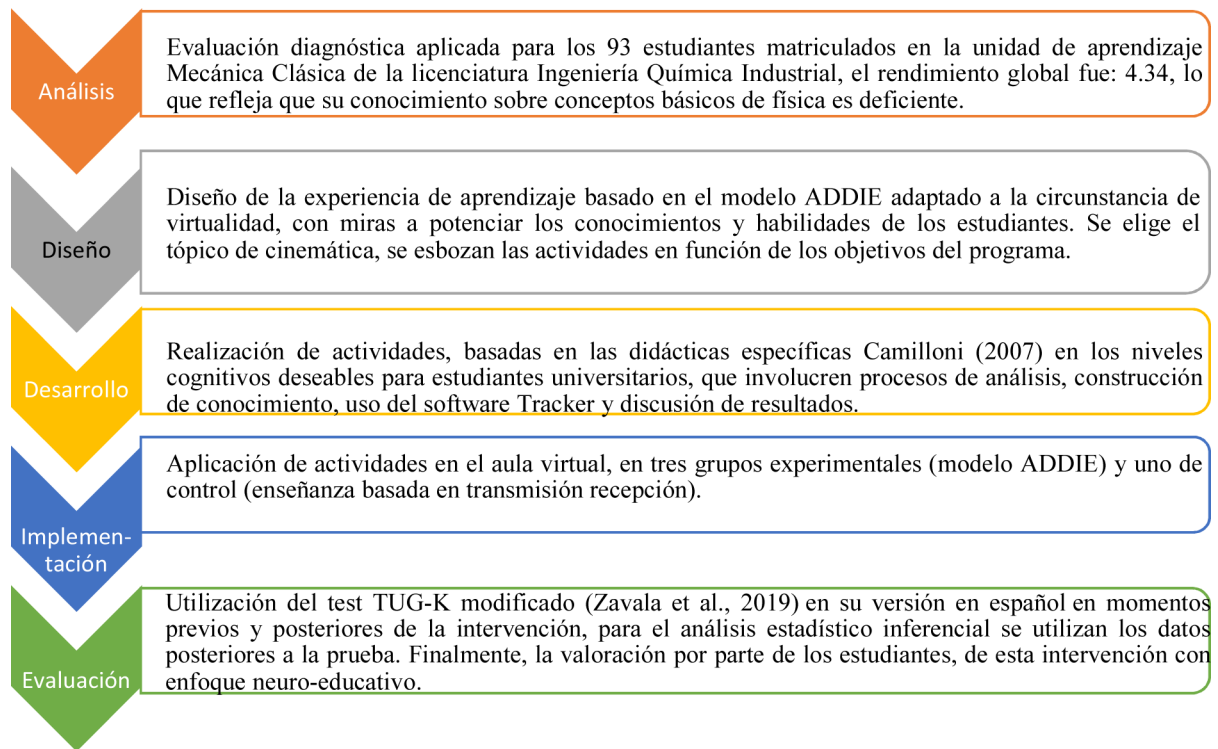 Análisis
Evaluación diagnóstica aplicada para los 93 estudiantes matriculados en la unidad de aprendizaje
Mecánica Clásica de la licenciatura Ingeniería Química Industrial, el rendimiento global fue: 4.34, lo
que refleja que su conocimiento sobre conceptos básicos de física es deficiente.
Diseño
Diseño de la experiencia de aprendizaje basado en el modelo ADDIE adaptado a la circunstancia de
virtualidad, con miras a potenciar los conocimientos y habilidades de los estudiantes. Se elige el
tópico de cinemática, se esbozan las actividades en función de los objetivos del programa.
Desarrollo
Realización de actividades, basadas en las didácticas específicas Camilloni (2007) en los niveles
cognitivos deseables para estudiantes universitarios, que involucren procesos de análisis, construcción
de conocimiento, uso del software Tracker y discusión de resultados.
Implemen-
tación
Aplicación de actividades en el aula virtual, en tres grupos experimentales (modelo ADDIE) y uno de
control (enseñanza basada en transmisión recepción).
Evaluación
Utilización del test TUG-K modificado (Zavala et al., 2019) en su versión en español en momentos
previos y posteriores de la intervención, para el análisis estadístico inferencial se utilizan los datos
posteriores a la prueba. Finalmente, la valoración por parte de los estudiantes, de esta intervención con
enfoque neuro-educativo.